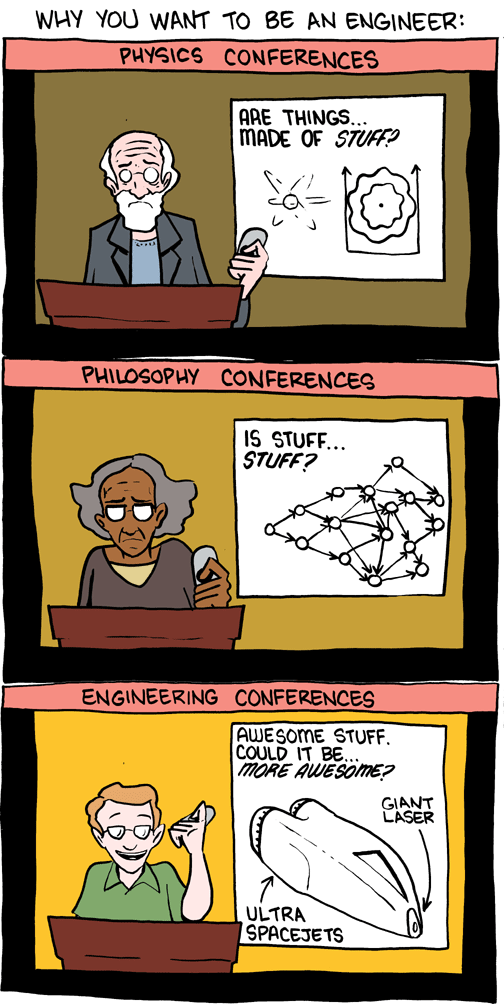 WHY YOU WANT TO BE AN ENGINEER:
PHYSICS CONFERENCES
ARE THINGS...
MADE OF STUFF?
PHILOSOPHY CONFERENCES
IS STUFF...
STUFF?
ENGINEERING CONFERENCES
AWESOME STUFF.
COULD IT BE...
MORE AWESOME?
GIANT
LASER
ULTRA
SPACEJETS